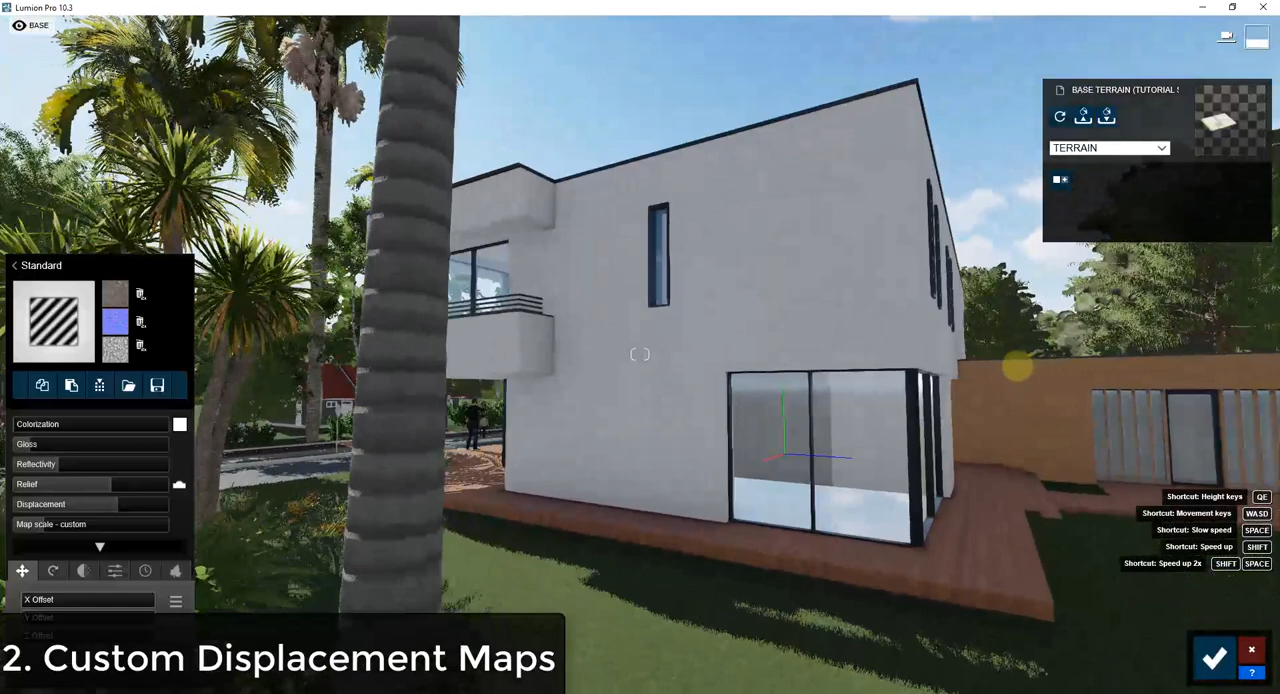 Lumion Pro 10.3
BASE
BASE TERRAIN (TUTORIAL S
TERRAIN
Standard
Colorization
Gloss
Reflectivity
Relief
Displacement
Map scale - custom
X Offset
Y Offset
Z Offset
Shortcut: Height keys QE
Shortcut: Movement keys WASD
Shortcut: Slow speed SPACE
Shortcut: Speed up SHIFT
Shortcut: Speed up 2x SHIFT SPACE
?
2. Custom Displacement Maps